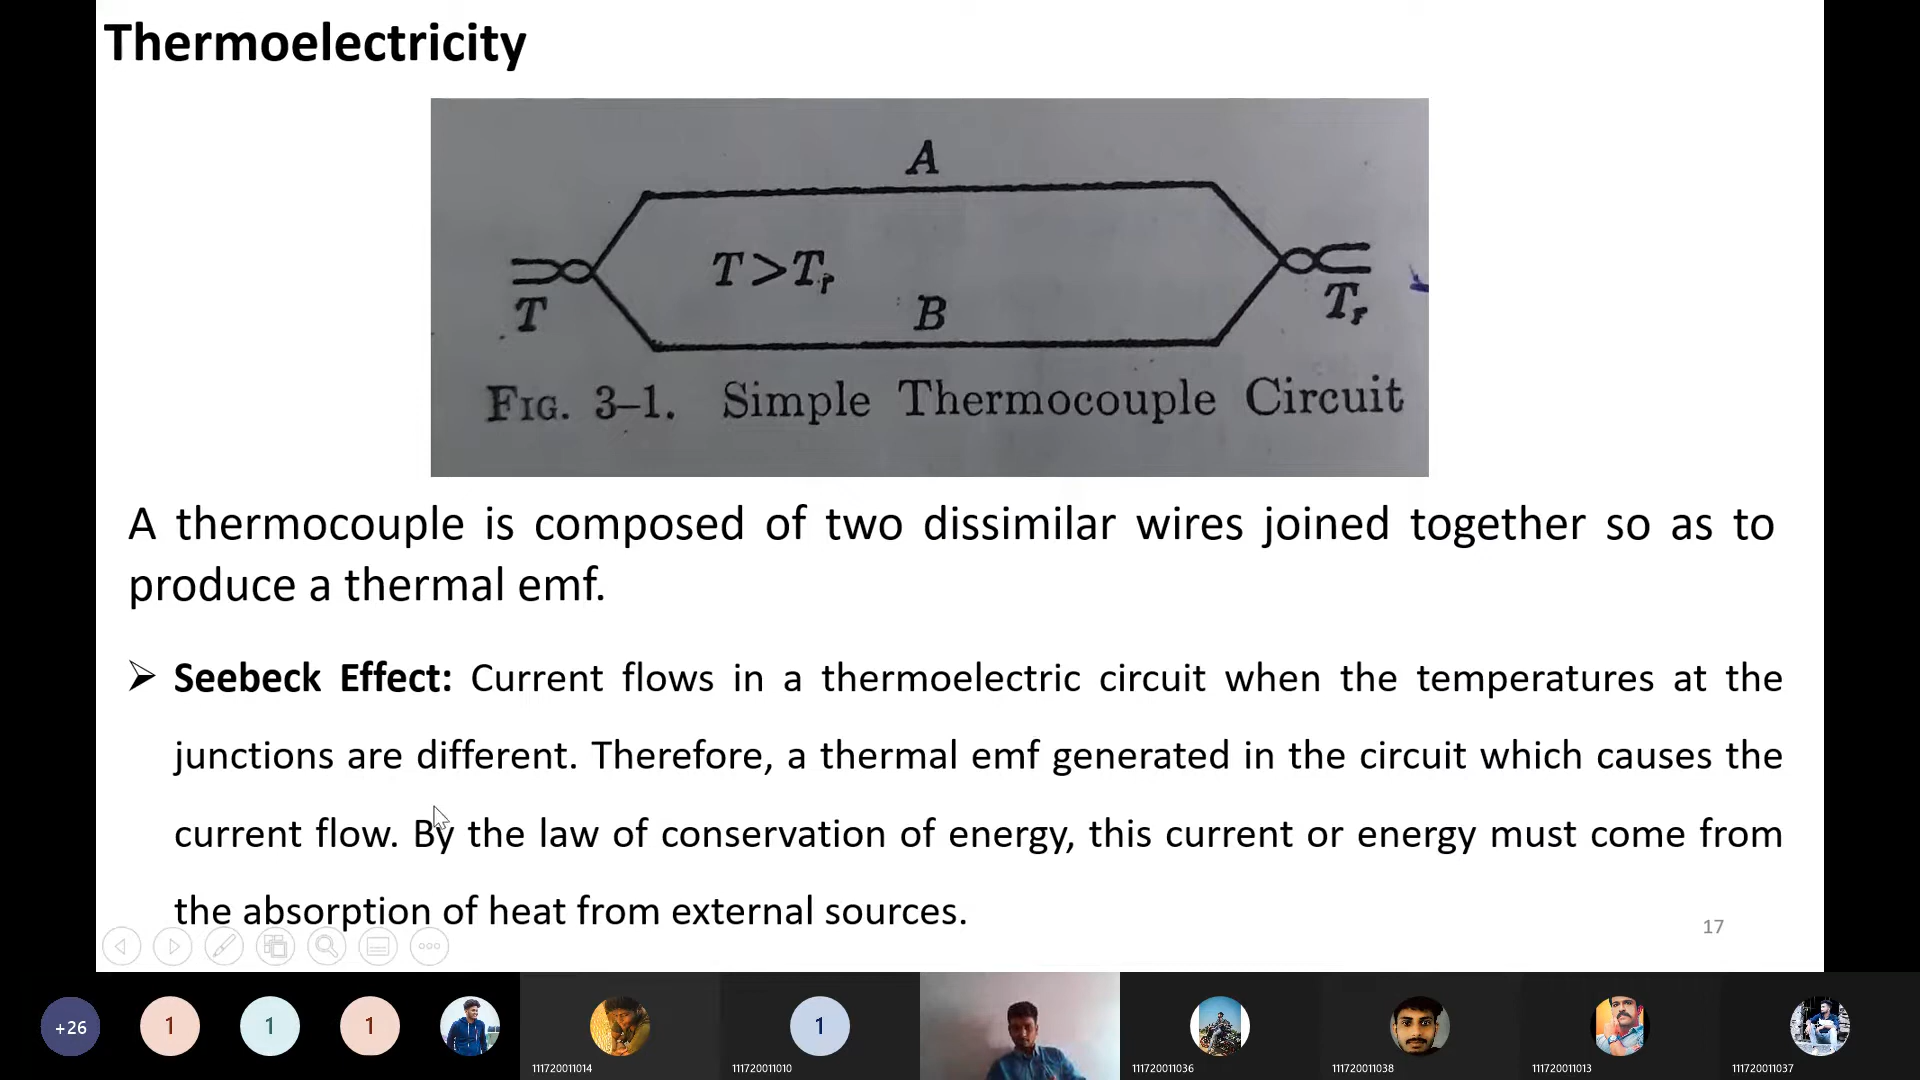 Thermoelectricity
A
T>Tr
T
B
Tr
FIG. 3–1. Simple Thermocouple Circuit
A thermocouple is composed of two dissimilar wires joined together so as to
produce a thermal emf.
➢ Seebeck Effect: Current flows in a thermoelectric circuit when the temperatures at the
junctions are different. Therefore, a thermal emf generated in the circuit which causes the
current flow. By the law of conservation of energy, this current or energy must come from
the absorption of heat from external sources.
17
+26
1
1
1
1
111720011014
111720011010
111720011036
111720011038
111720011013
111720011037